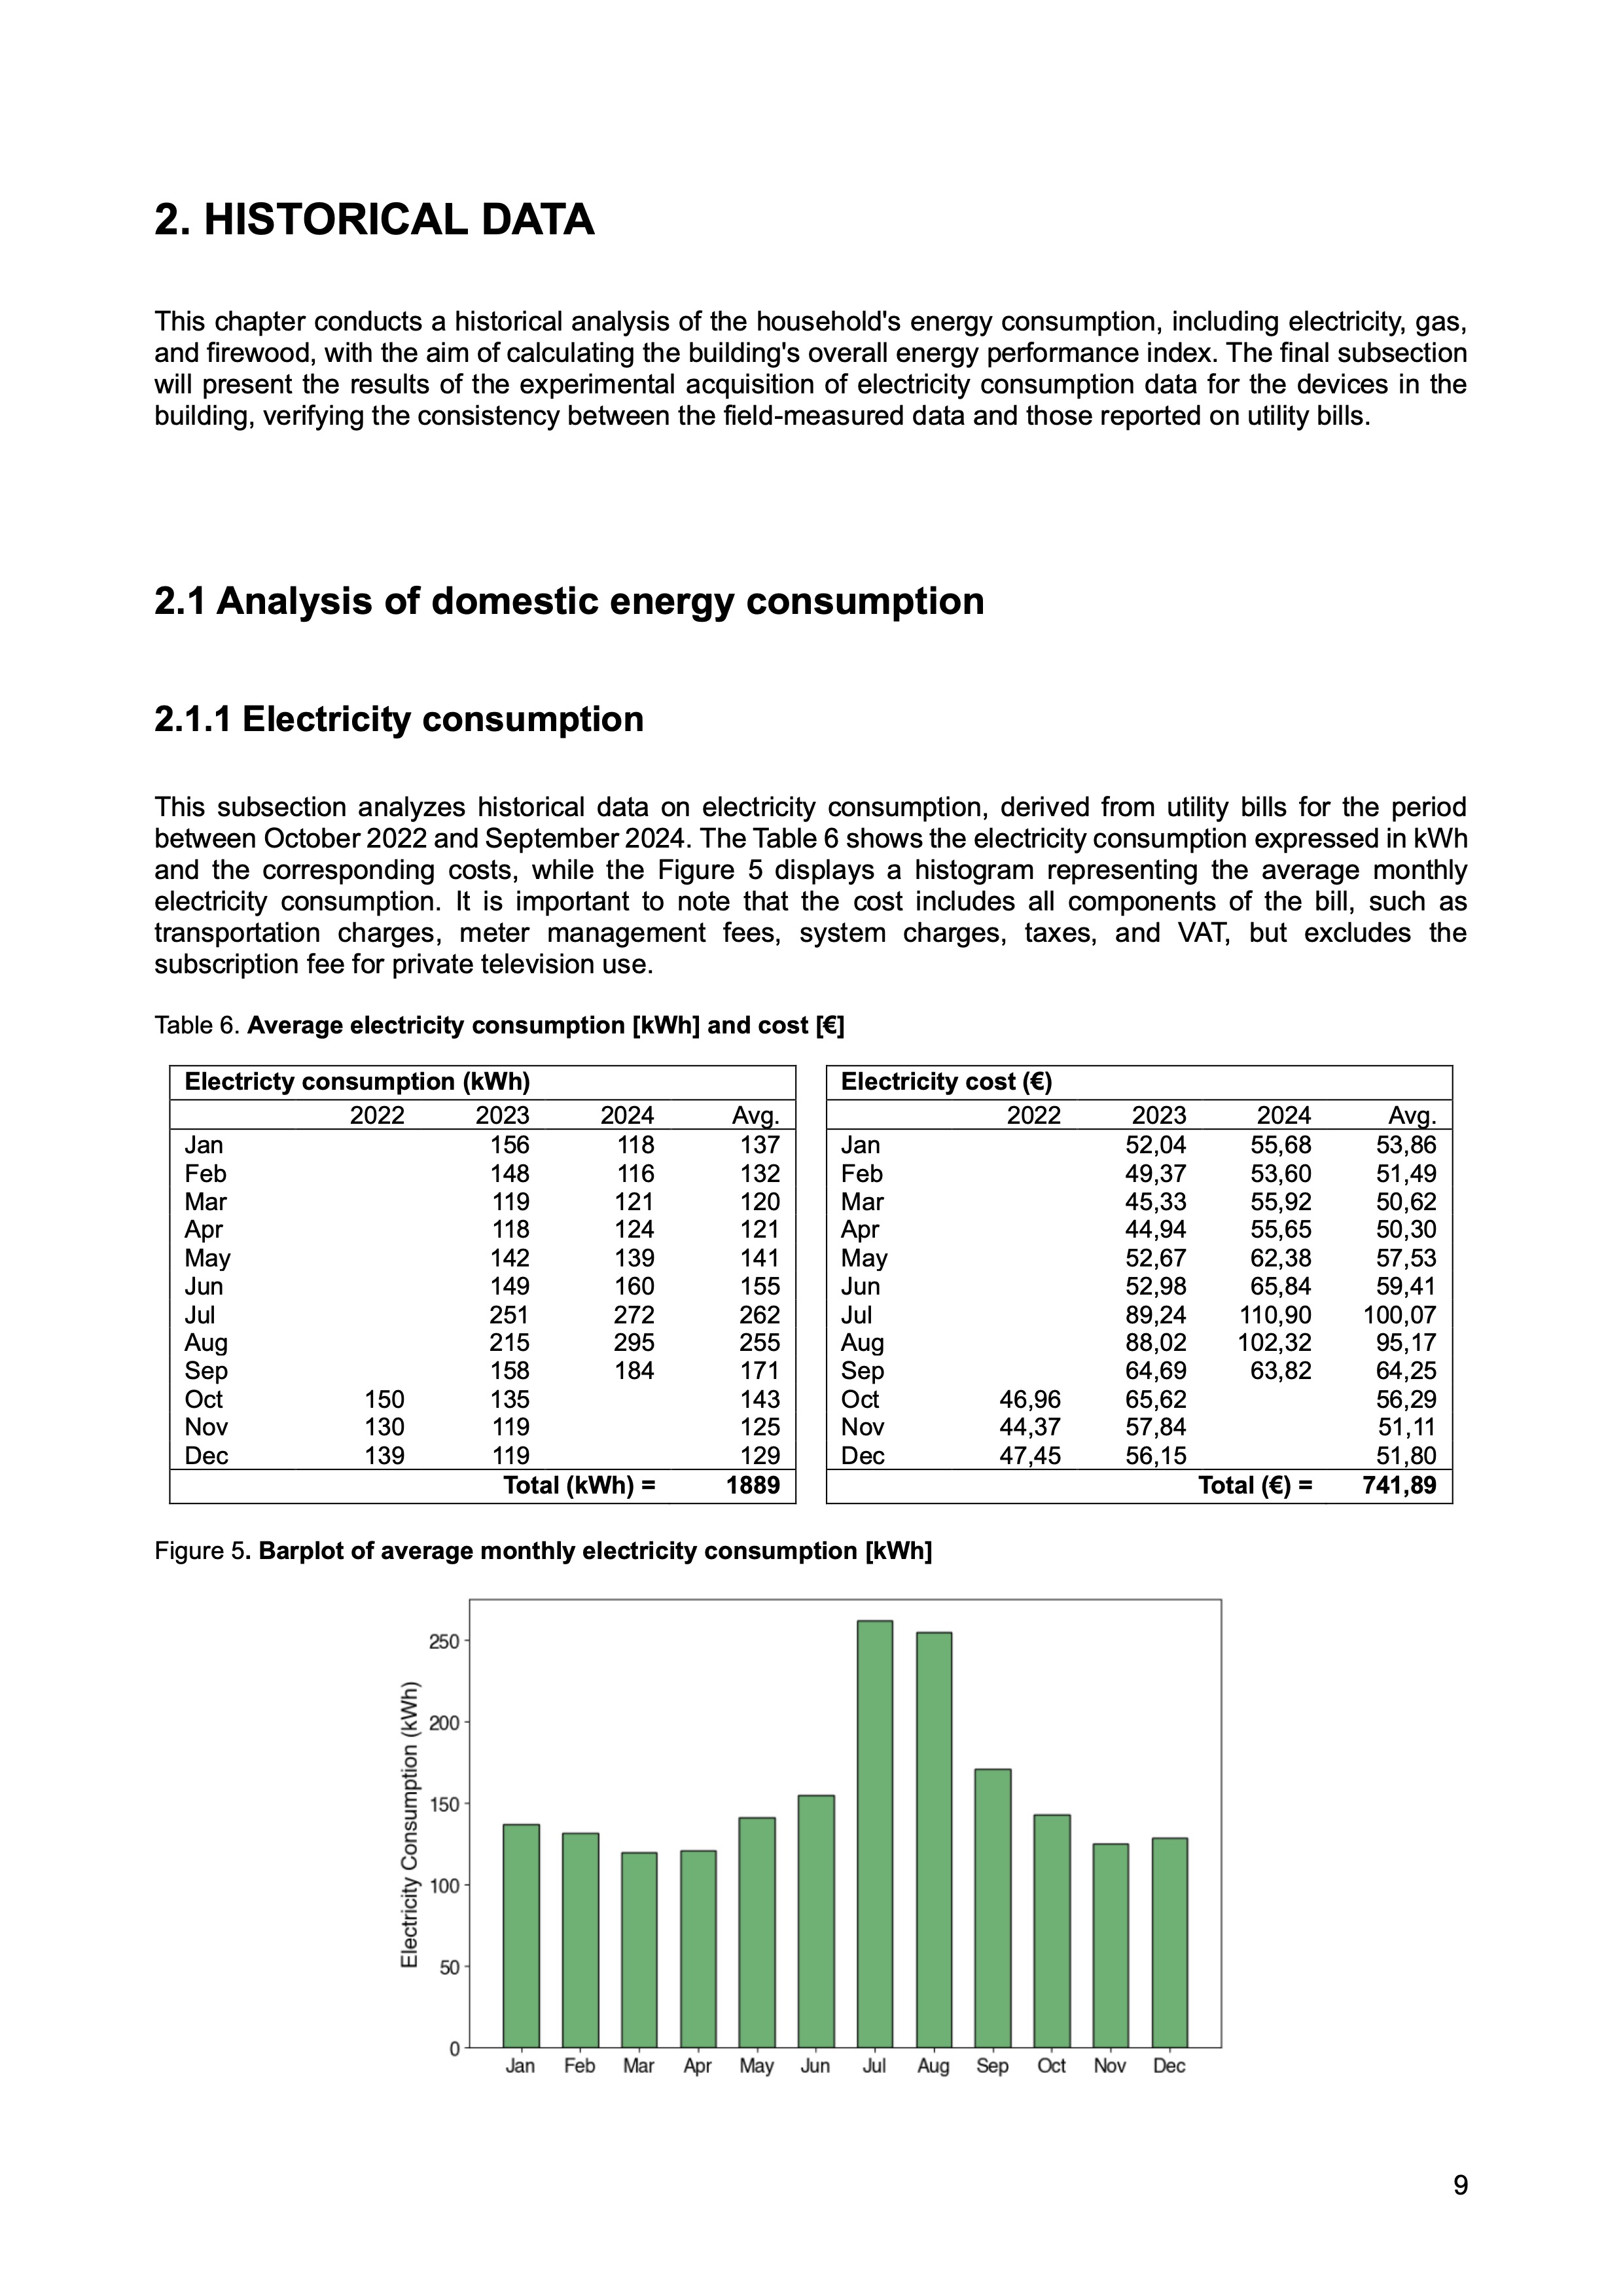 2. HISTORICAL DATA
This chapter conducts a historical analysis of the household's energy consumption, including electricity, gas,
and firewood, with the aim of calculating the building's overall energy performance index. The final subsection
will present the results of the experimental acquisition of electricity consumption data for the devices in the
building, verifying the consistency between the field-measured data and those reported on utility bills.
2.1 Analysis of domestic energy consumption
2.1.1 Electricity consumption
This subsection analyzes historical data on electricity consumption, derived from utility bills for the period
between October 2022 and September 2024. The Table 6 shows the electricity consumption expressed in kWh
and the corresponding costs, while the Figure 5 displays a histogram representing the average monthly
electricity consumption. It is important to note that the cost includes all components of the bill, such as
transportation charges, meter management fees, system charges, taxes, and VAT, but excludes the
subscription fee for private television use.
Table 6. Average electricity consumption [kWh] and cost [€]
Electricty consumption (kWh)
2022 2023 2024 Avg.
Jan 156 118 137
Feb 148 116 132
Mar 119 121 120
Apr 118 124 121
May 142 139 141
Jun 149 160 155
Jul 251 272 262
Aug 215 295 255
Sep 158 184 171
Oct 150 135 143
Nov 130 119 125
Dec 139 119 129
Total (kWh) = 1889
Electricity cost (€)
2022 2023 2024 Avg.
Jan 52,04 55,68 53,86
Feb 49,37 53,60 51,49
Mar 45,33 55,92 50,62
Apr 44,94 55,65 50,30
May 52,67 62,38 57,53
Jun 52,98 65,84 59,41
Jul 89,24 110,90 100,07
Aug 88,02 102,32 95,17
Sep 64,69 63,82 64,25
Oct 46,96 65,62 56,29
Nov 44,37 57,84 51,11
Dec 47,45 56,15 51,80
Total (€) = 741,89
Figure 5. Barplot of average monthly electricity consumption [kWh]
Electricity Consumption (kWh)
250
200
150
100
50
0
Jan Feb Mar Apr May Jun Jul Aug Sep Oct Nov Dec
9